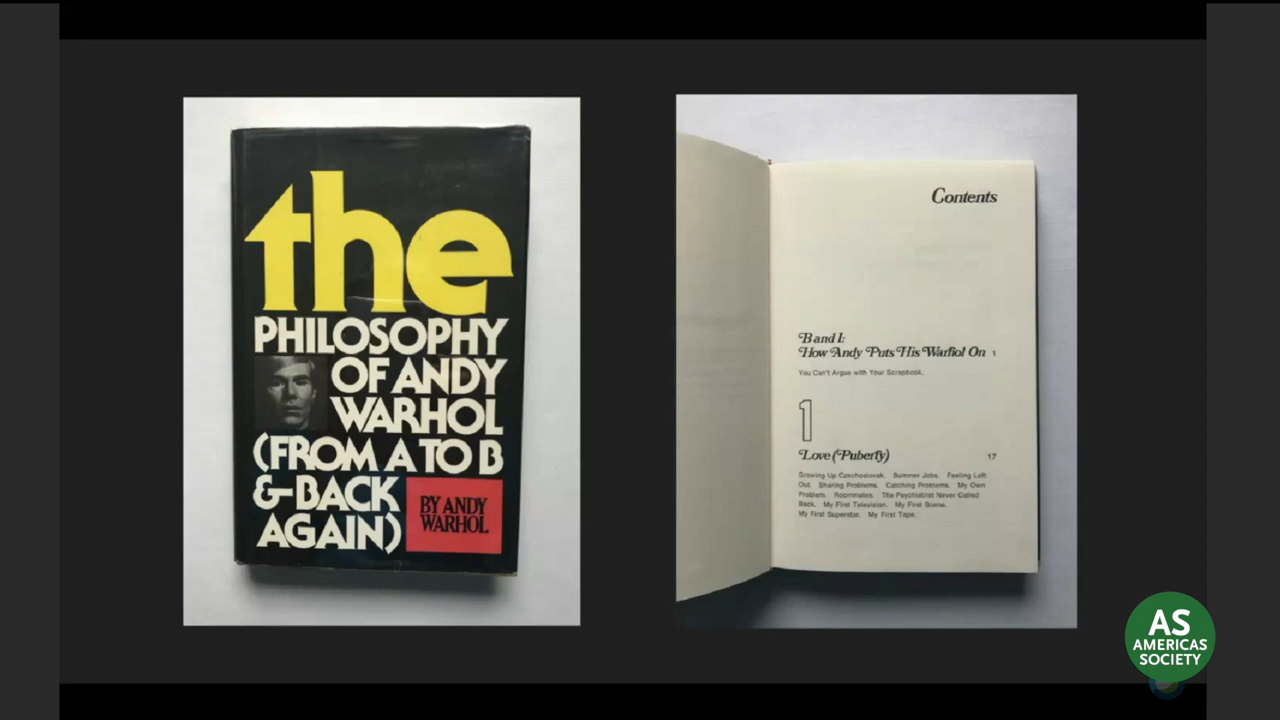 the
PHILOSOPHY
OF ANDY
WARHOL
(FROM A TO B
&-BACK
AGAIN)
BY ANDY
WARHOL
Contents
B and I:
How Andy Puts His Warhol On 1
You Can't Argue with Your Scrapbook.
1
Love (Puberty) 17
Growing Up Czechoslovak. Summer Jobs. Feeling Left
Out. Sharing Problems. Catching Problems. My Own
Problem. Roommates. The Psychiatrist Never Called
Back. My First Television. My First Scene.
My First Superstar. My First Tape.
AS
AMERICAS
SOCIETY